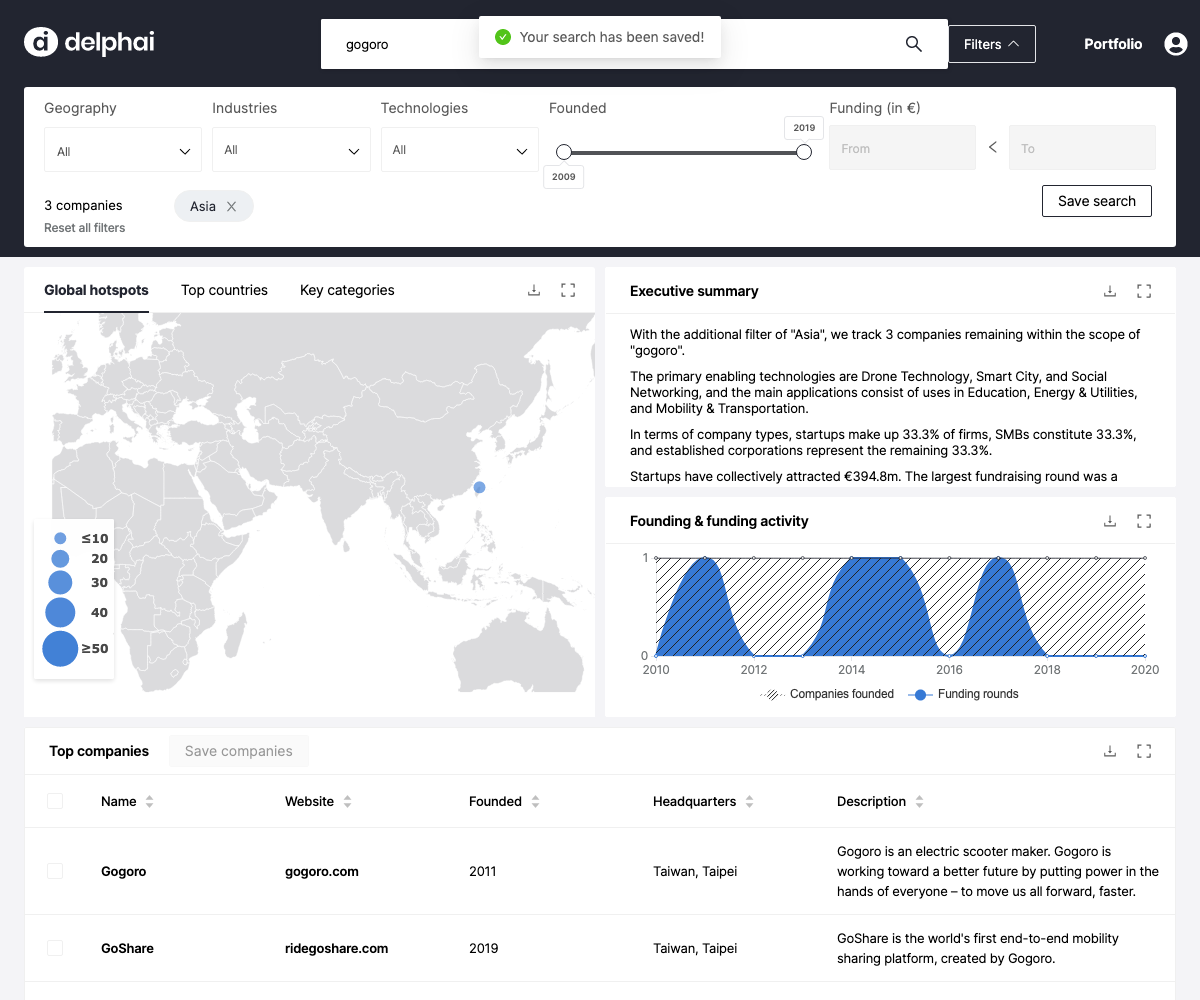 delphai
gogoro
Your search has been saved!
Filters
Portfolio
Geography
Industries
Technologies
Founded
Funding (in €)
All
All
All
2019
2009
From
<
To
3 companies
Asia
Reset all filters
Save search
Global hotspots
Top countries
Key categories
≤10
20
30
40
≥50
Executive summary
With the additional filter of "Asia", we track 3 companies remaining within the scope of
"gogoro".
The primary enabling technologies are Drone Technology, Smart City, and Social
Networking, and the main applications consist of uses in Education, Energy & Utilities,
and Mobility & Transportation.
In terms of company types, startups make up 33.3% of firms, SMBs constitute 33.3%,
and established corporations represent the remaining 33.3%.
Startups have collectively attracted €394.8m. The largest fundraising round was a
Founding & funding activity
1
0
2010 2012 2014 2016 2018 2020
Companies founded
Funding rounds
Top companies
Save companies
Name Website Founded Headquarters Description
Gogoro gogoro.com 2011 Taiwan, Taipei
Gogoro is an electric scooter maker. Gogoro is
working toward a better future by putting power in the
hands of everyone – to move us all forward, faster.
GoShare ridegoshare.com 2019 Taiwan, Taipei
GoShare is the world's first end-to-end mobility
sharing platform, created by Gogoro.